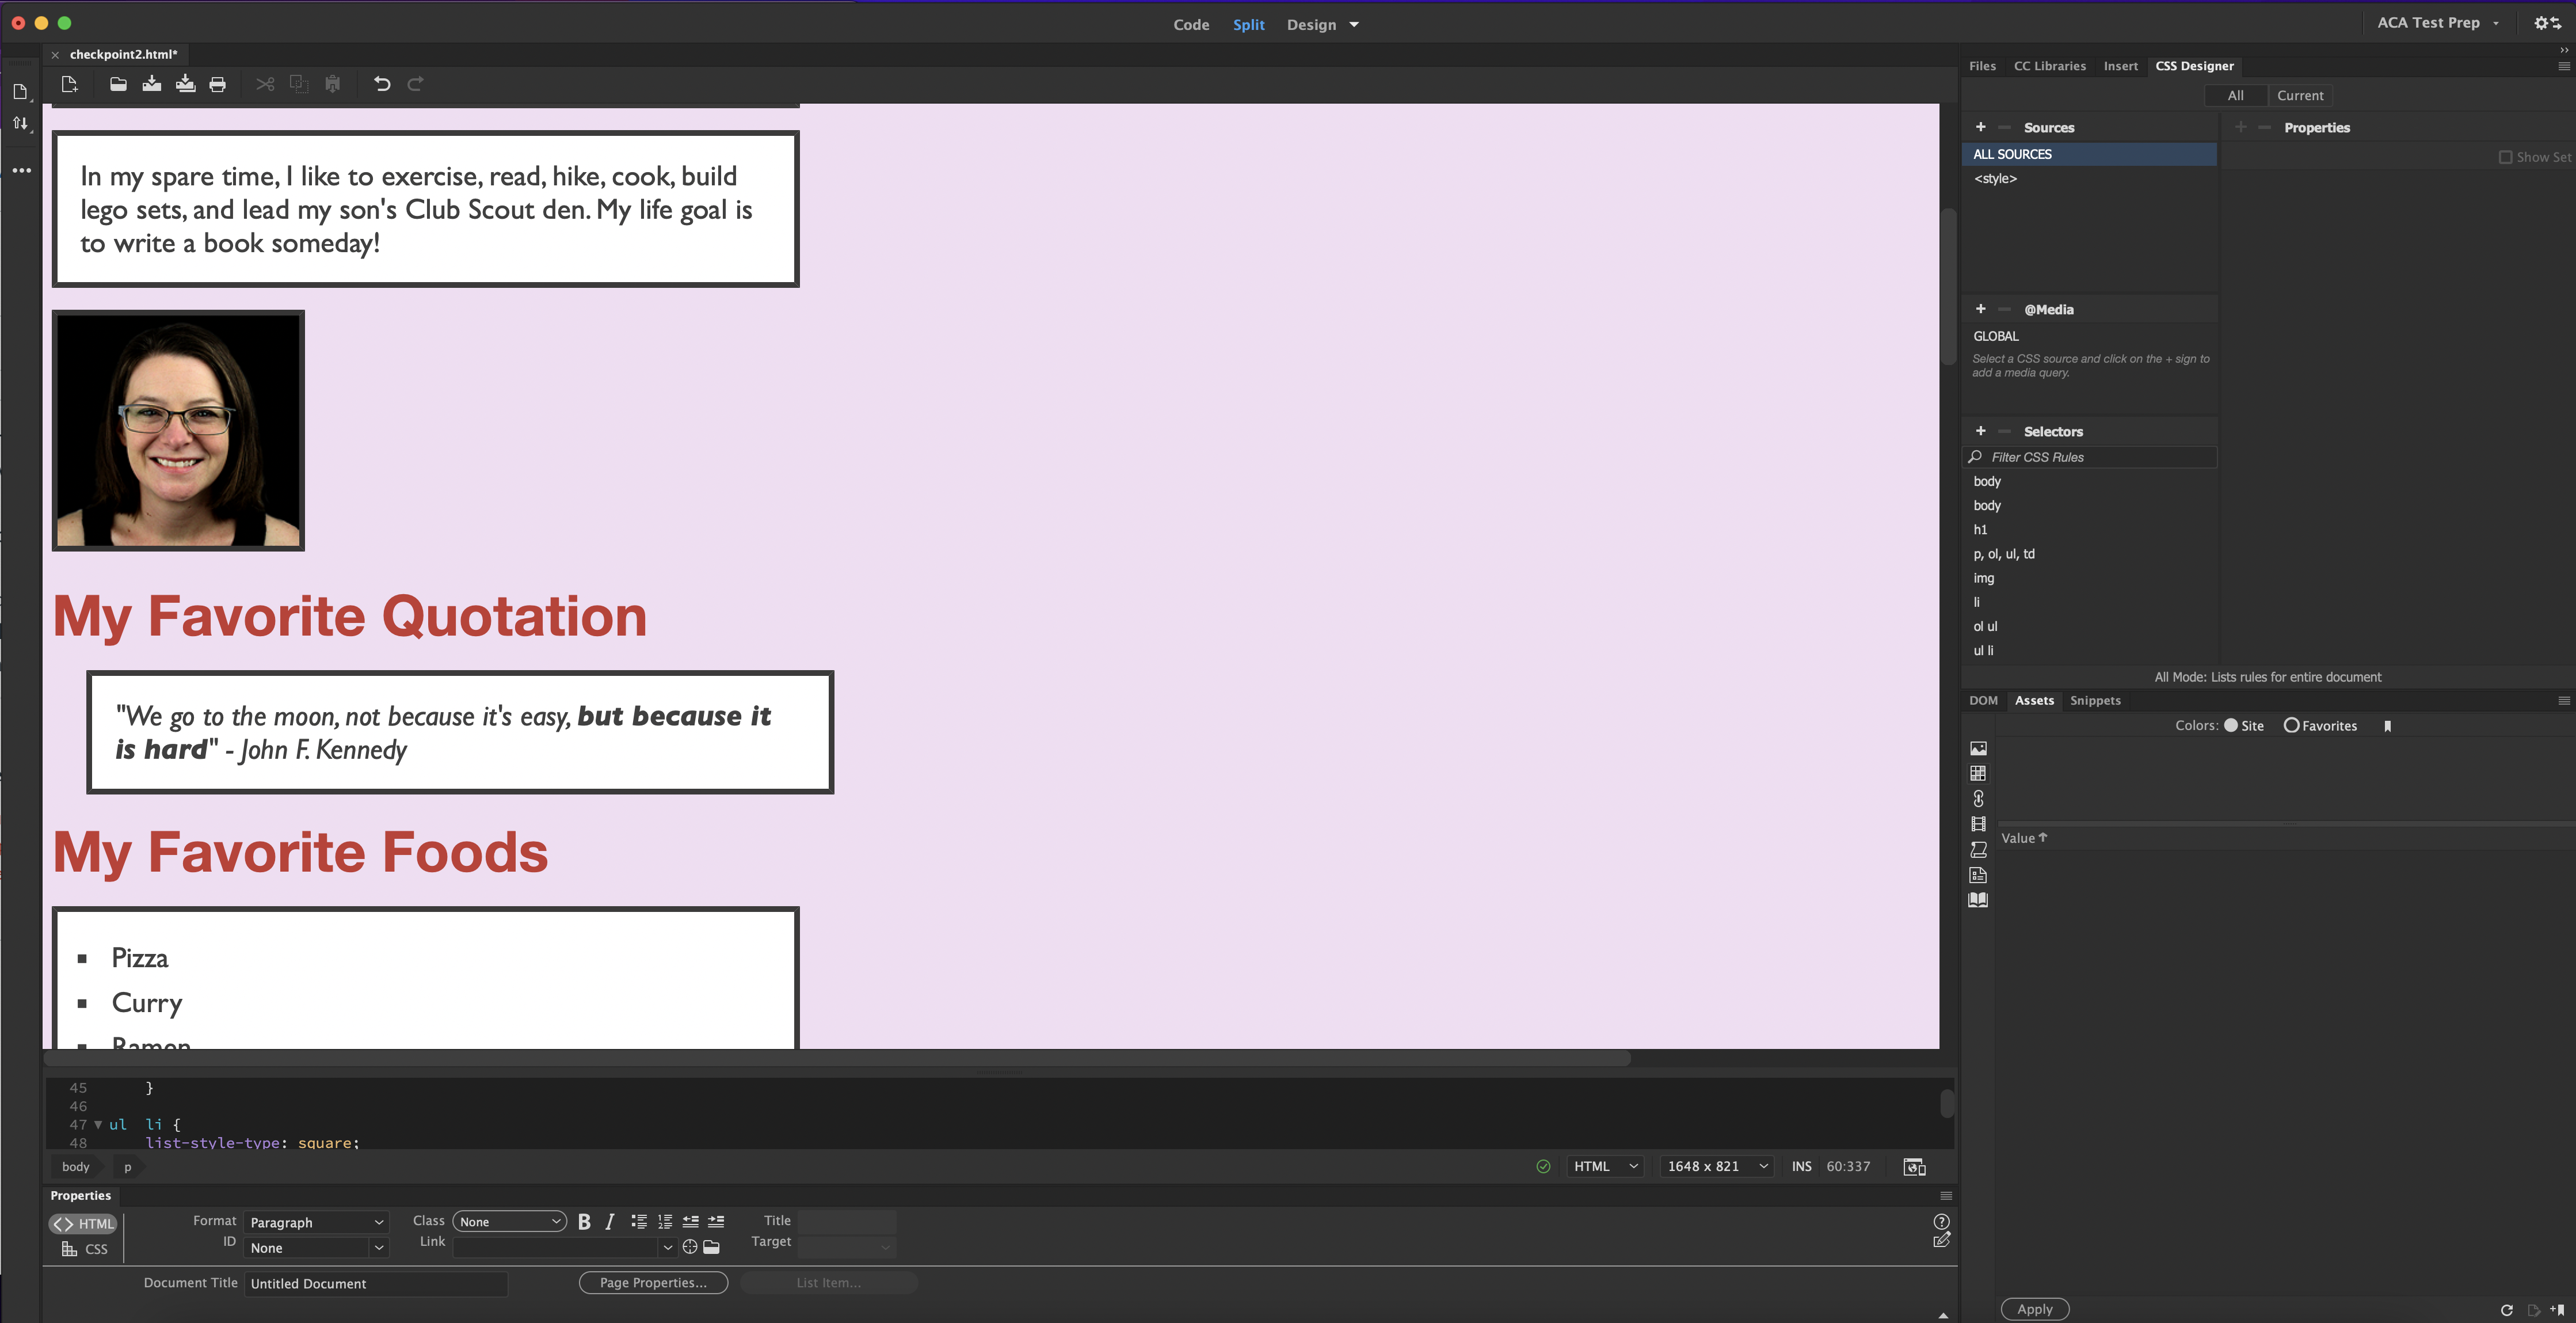 Code Split Design
ACA Test Prep
checkpoint2.html*
In my spare time, I like to exercise, read, hike, cook, build
lego sets, and lead my son's Club Scout den. My life goal is
to write a book someday!
My Favorite Quotation
"We go to the moon, not because it's easy, but because it
is hard" - John F. Kennedy
My Favorite Foods
Pizza
Curry
Ramen
45 }
46
47 ul li {
48 list-style-type: square;
body p
HTML 1648 x 821 INS 60:337
Properties
HTML Format Paragraph Class None B I Title
CSS ID None Link Target
Document Title Untitled Document Page Properties... List Item...
Files CC Libraries Insert CSS Designer
All Current
Sources Properties
ALL SOURCES Show Set
<style>
@Media
GLOBAL
Select a CSS source and click on the + sign to
add a media query.
Selectors
Filter CSS Rules
body
body
h1
p, ol, ul, td
img
li
ol ul
ul li
All Mode: Lists rules for entire document
DOM Assets Snippets
Colors: Site Favorites
Value
Apply